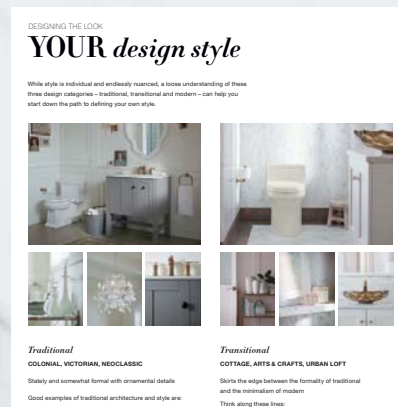 DESIGNING THE LOOK
YOUR design style
While style is individual and endlessly nuanced, a loose understanding of these
three design categories – traditional, transitional and modern – can help you
start down the path to defining your own style.
Traditional
COLONIAL, VICTORIAN, NEOCLASSIC
Stately and somewhat formal with ornamental details
Good examples of traditional architecture and style are:
Transitional
COTTAGE, ARTS & CRAFTS, URBAN LOFT
Skirts the edge between the formality of traditional
and the minimalism of modern
Think along these lines: